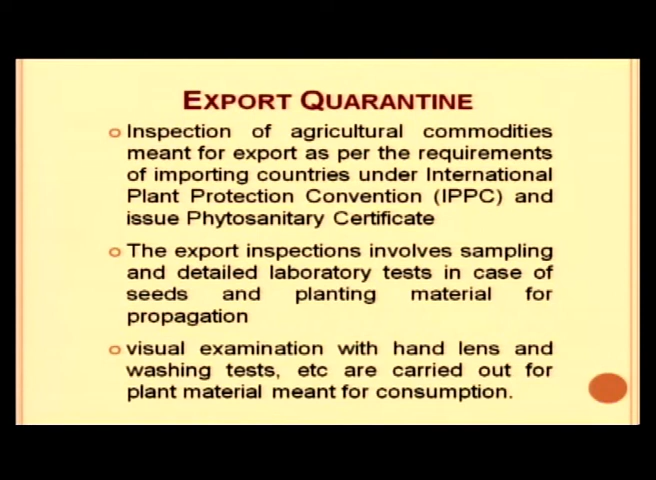 EXPORT QUARANTINE
Inspection of agricultural commodities
meant for export as per the requirements
of importing countries under International
Plant Protection Convention (IPPC) and
issue Phytosanitary Certificate
The export inspections involves sampling
and detailed laboratory tests in case of
seeds and planting material for
propagation
visual examination with hand lens and
washing tests, etc are carried out for
plant material meant for consumption.